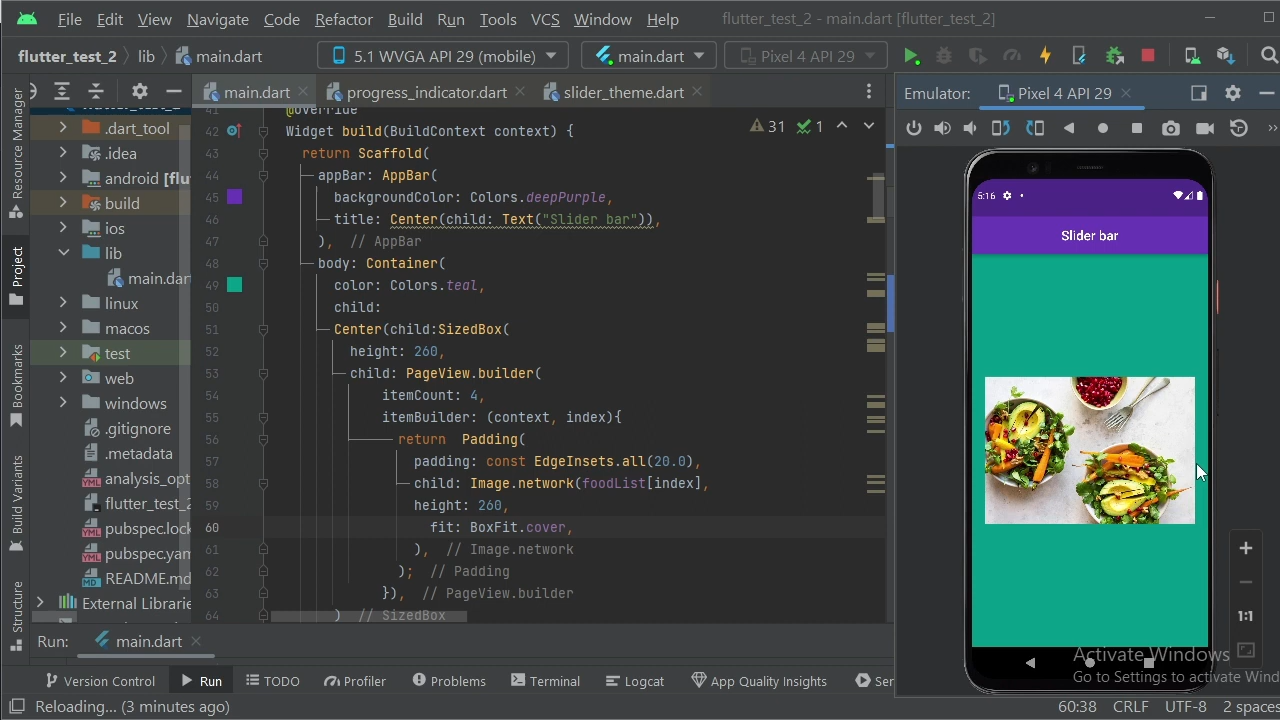 File Edit View Navigate Code Refactor Build Run Tools VCS Window Help flutter_test_2 - main.dart [flutter_test_2]
flutter_test_2 lib main.dart 5.1 WVGA API 29 (mobile) main.dart Pixel 4 API 29
main.dart progress_indicator.dart slider_theme.dart Emulator: Pixel 4 API 29
Resource Manager
Project
Bookmarks
Build Variants
Structure
.dart_tool
.idea
android [flu
build
ios
lib
main.dart
linux
macos
test
web
windows
.gitignore
.metadata
analysis_opt
flutter_test_2
pubspec.lock
pubspec.yam
README.md
External Librarie
41 @override
42 Widget build(BuildContext context) {
43 return Scaffold(
44 appBar: AppBar(
45 backgroundColor: Colors.deepPurple,
46 title: Center(child: Text("Slider bar")),
47 ), // AppBar
48 body: Container(
49 color: Colors.teal,
50 child:
51 Center(child:SizedBox(
52 height: 260,
53 child: PageView.builder(
54 itemCount: 4,
55 itemBuilder: (context, index){
56 return Padding(
57 padding: const EdgeInsets.all(20.0),
58 child: Image.network(foodList[index],
59 height: 260,
60 fit: BoxFit.cover,
61 ), // Image.network
62 ); // Padding
63 }), // PageView.builder
64 ) // SizedBox
31 1
5:16
Slider bar
1:1
Activate Windows
Go to Settings to activate Wind
Run: main.dart
Version Control Run TODO Profiler Problems Terminal Logcat App Quality Insights Ser
Reloading... (3 minutes ago) 60:38 CRLF UTF-8 2 spaces